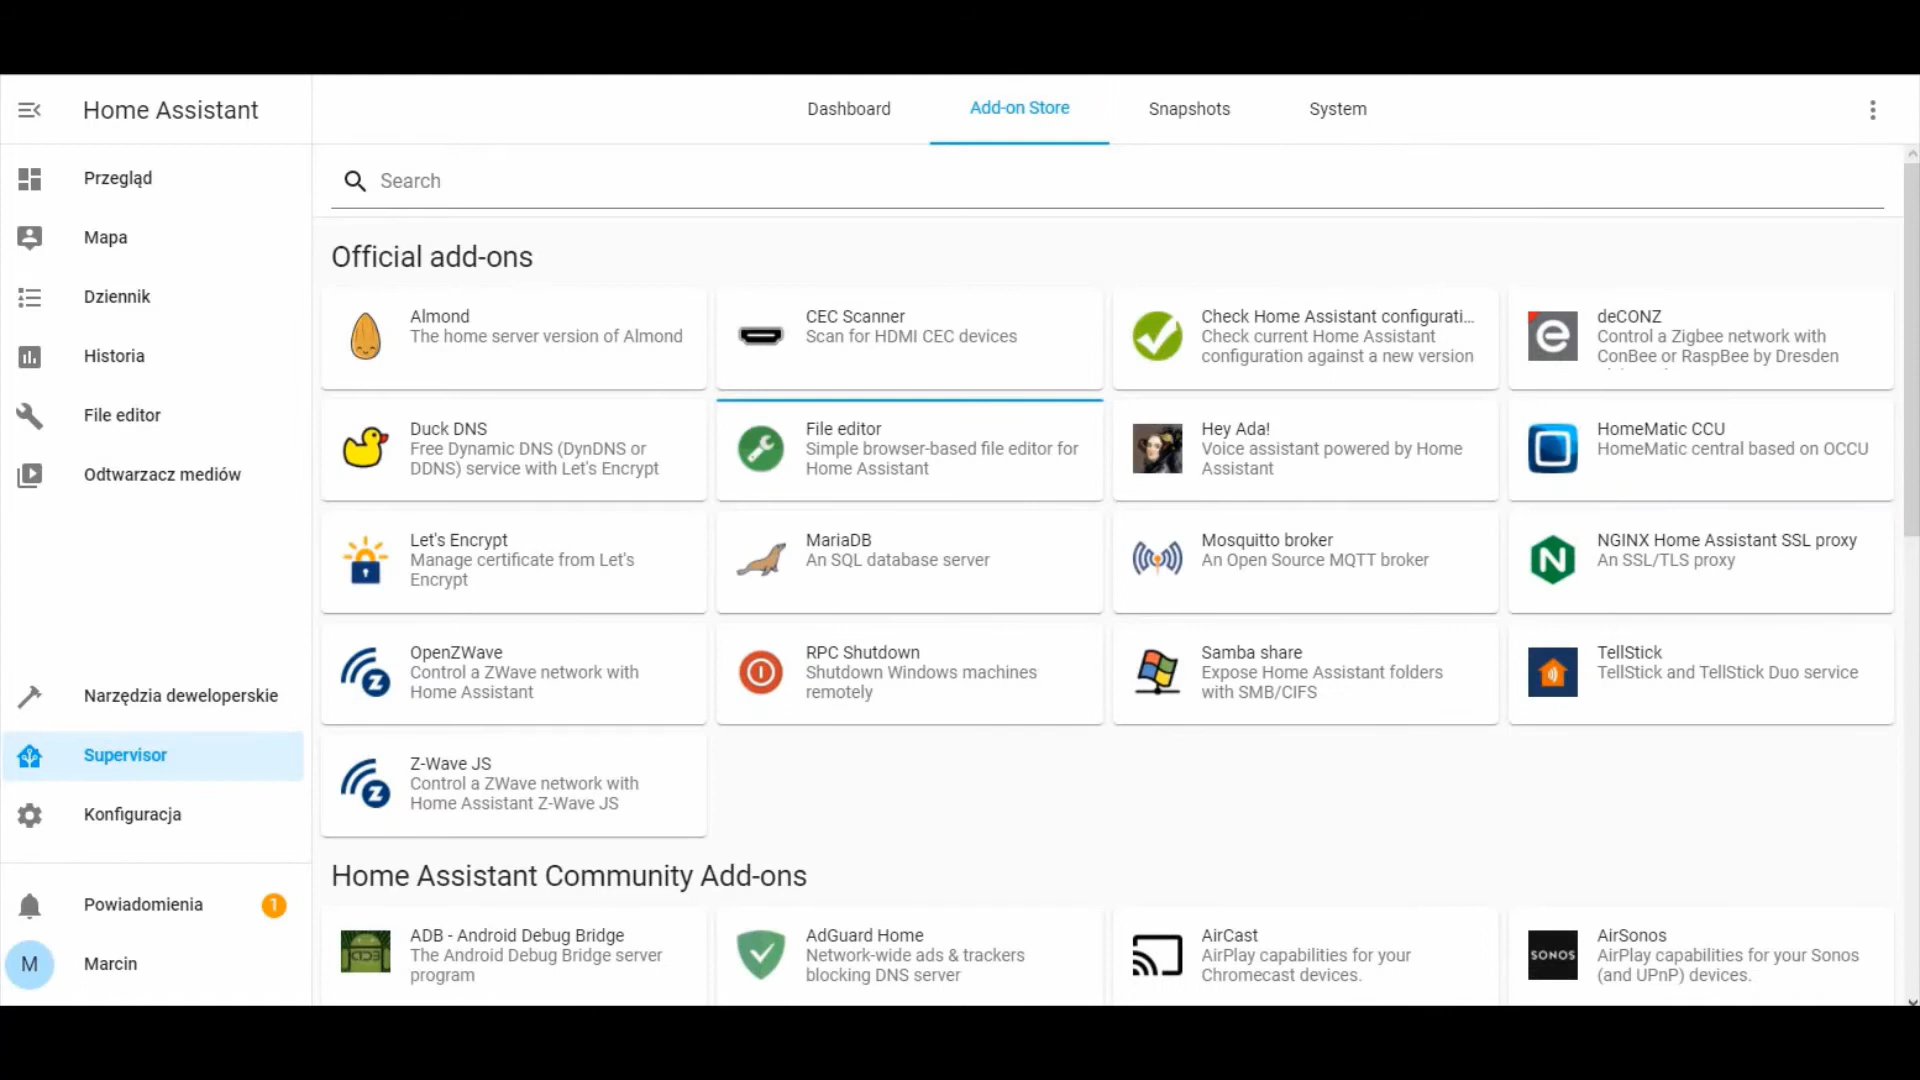 Home Assistant
Dashboard
Add-on Store
Snapshots
System
Przegląd
Mapa
Dziennik
Historia
File editor
Odtwarzacz mediów
Narzędzia deweloperskie
Supervisor
Konfiguracja
Powiadomienia
1
M
Marcin
Search
Official add-ons
Almond
The home server version of Almond
CEC Scanner
Scan for HDMI CEC devices
Check Home Assistant configurati...
Check current Home Assistant
configuration against a new version
deCONZ
Control a Zigbee network with
ConBee or RaspBee by Dresden
Duck DNS
Free Dynamic DNS (DynDNS or
DDNS) service with Let's Encrypt
File editor
Simple browser-based file editor for
Home Assistant
Hey Ada!
Voice assistant powered by Home
Assistant
HomeMatic CCU
HomeMatic central based on OCCU
Let's Encrypt
Manage certificate from Let's
Encrypt
MariaDB
An SQL database server
Mosquitto broker
An Open Source MQTT broker
NGINX Home Assistant SSL proxy
An SSL/TLS proxy
OpenZWave
Control a ZWave network with
Home Assistant
RPC Shutdown
Shutdown Windows machines
remotely
Samba share
Expose Home Assistant folders
with SMB/CIFS
TellStick
TellStick and TellStick Duo service
Z-Wave JS
Control a ZWave network with
Home Assistant Z-Wave JS
Home Assistant Community Add-ons
ADB - Android Debug Bridge
The Android Debug Bridge server
program
AdGuard Home
Network-wide ads & trackers
blocking DNS server
AirCast
AirPlay capabilities for your
Chromecast devices.
SONOS
AirSonos
AirPlay capabilities for your Sonos
(and UPnP) devices.